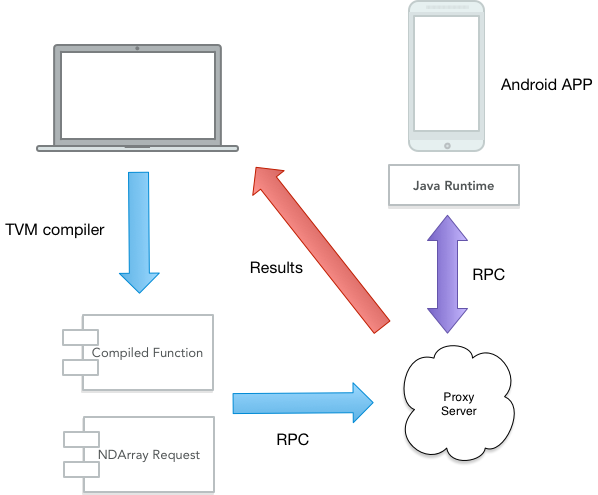 Android APP
Java Runtime
TVM compiler
Results
RPC
Compiled Function
Proxy
Server
RPC
NDArray Request